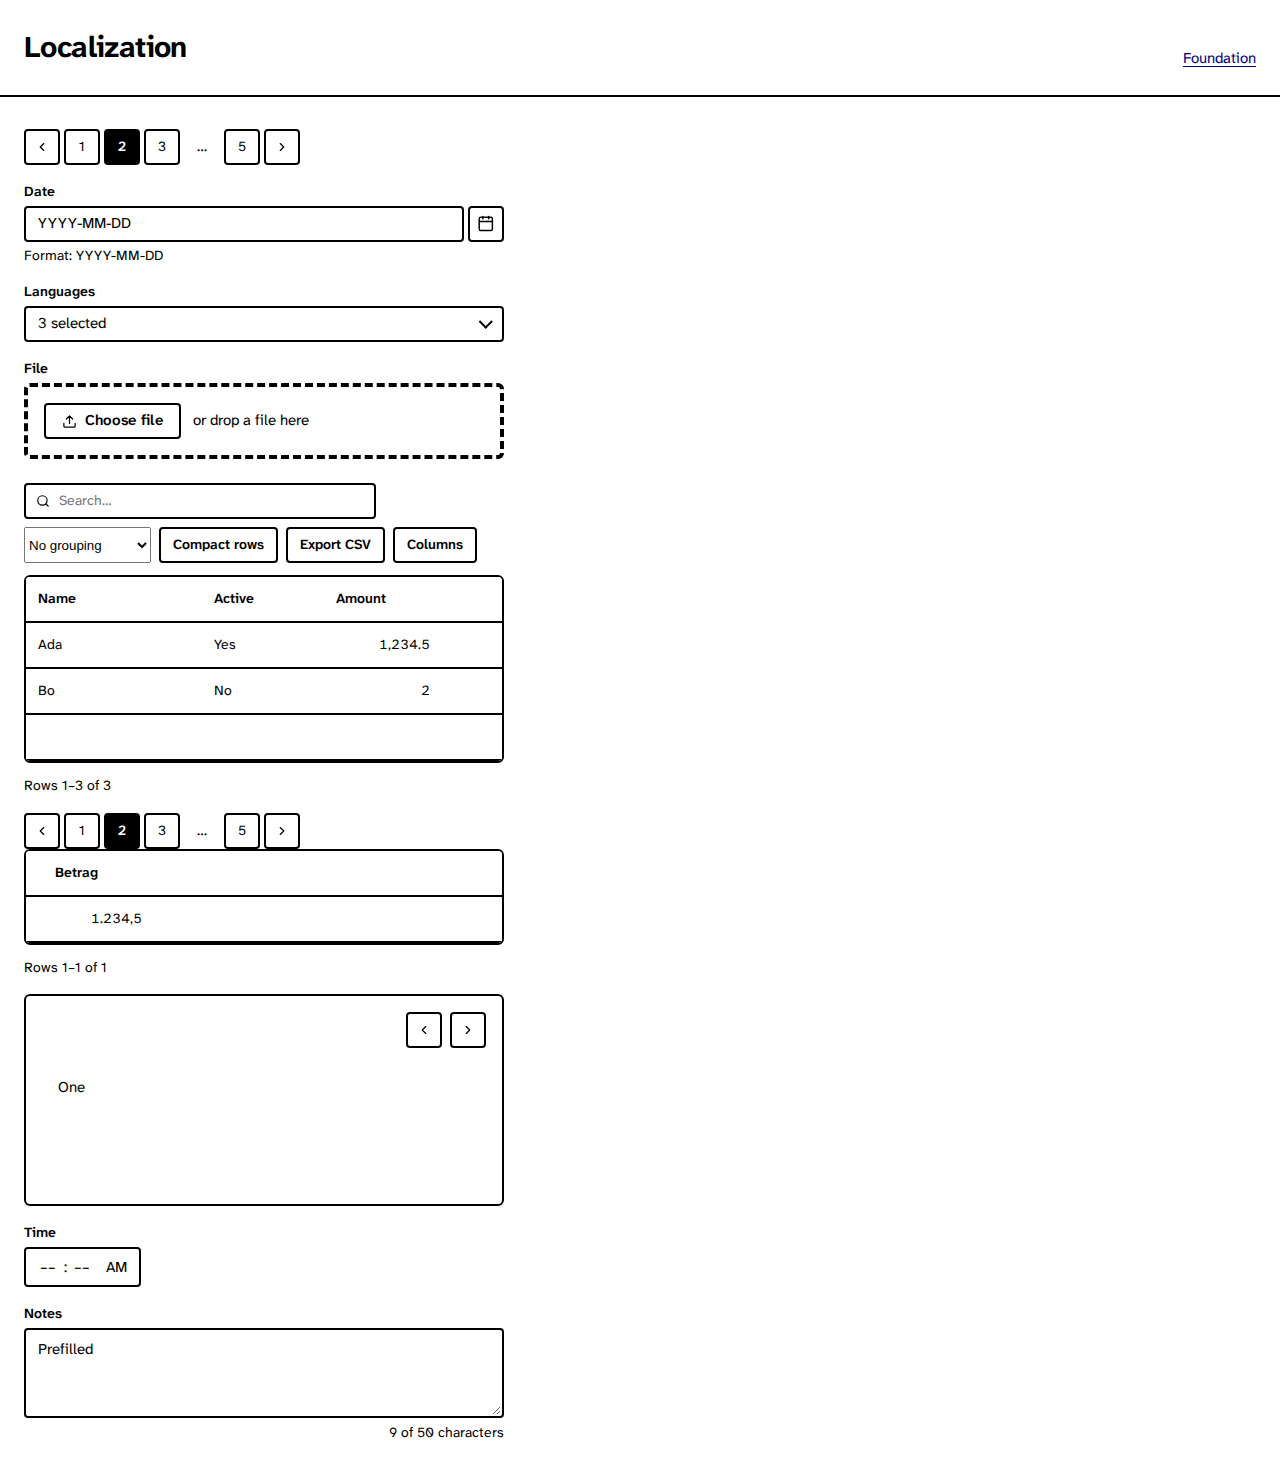 Localization
Foundation
1 2 3 … 5
Date
YYYY-MM-DD
Format: YYYY-MM-DD
Languages
3 selected
File
Choose file or drop a file here
Search…
No grouping Compact rows Export CSV Columns
Name Active Amount
Ada Yes 1,234.5
Bo No 2
Rows 1–3 of 3
1 2 3 … 5
Betrag
1.234,5
Rows 1–1 of 1
One
Time
-- : -- AM
Notes
Prefilled
9 of 50 characters